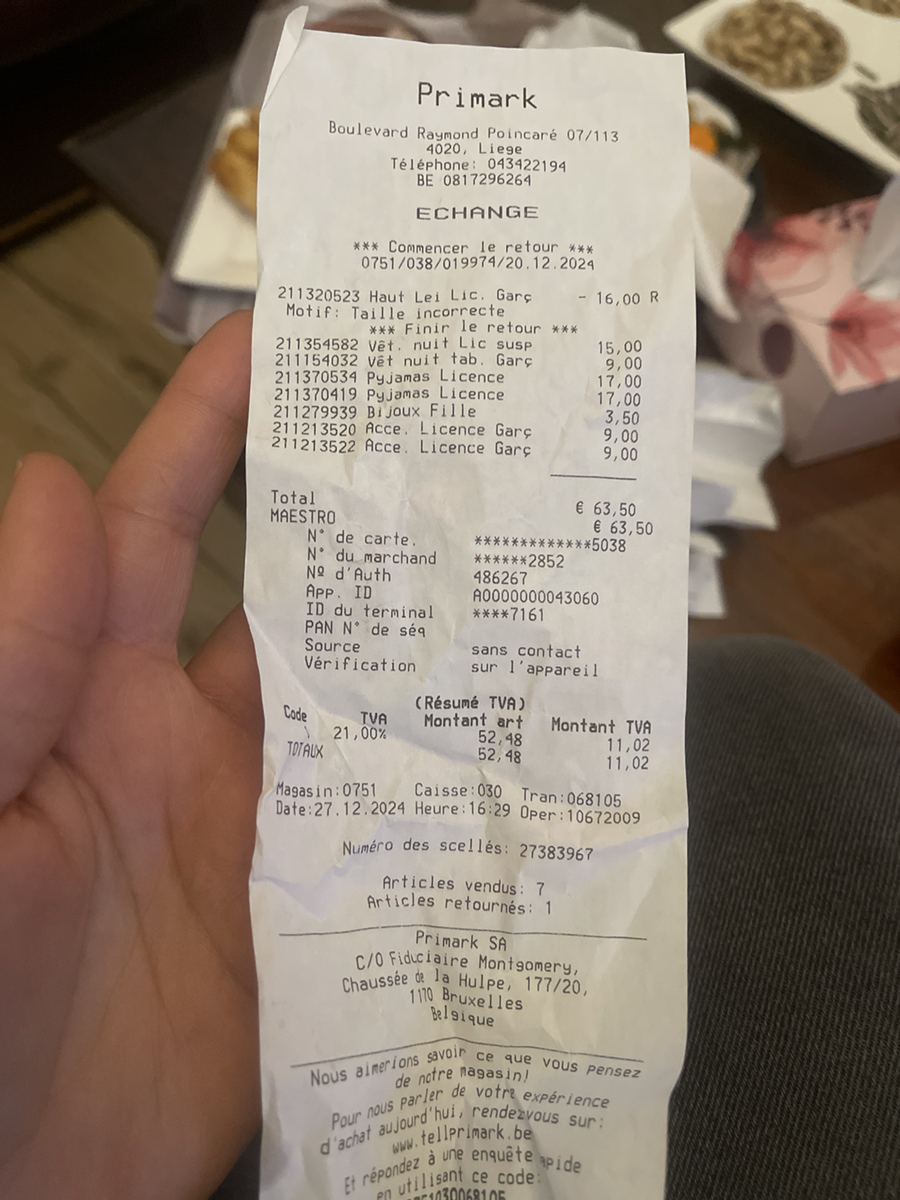 Primark
Boulevard Raymond Poincaré 07/113
4020, Liege
Téléphone: 043422194
BE 0817296264
ECHANGE
*** Commencer le retour ***
0751/038/019974/20.12.2024
211320523 Haut Lei Lic. Garç - 16,00 R
Motif: Taille incorrecte
*** Finir le retour ***
211354582 Vêt. nuit Lic susp 15,00
211154032 Vêt nuit tab. Garç 9,00
211370534 Pyjamas Licence 17,00
211370419 Pyjamas Licence 17,00
211279939 Bijoux Fille 3,50
211213520 Acce. Licence Garç 9,00
211213522 Acce. Licence Garç 9,00
Total € 63,50
MAESTRO € 63,50
N° de carte. *************5038
N° du marchand ******2852
Nº d'Auth 486267
App. ID A0000000043060
ID du terminal ****7161
PAN N° de séq
Source sans contact
Vérification sur l'appareil
(Résumé TVA)
Code TVA Montant art Montant TVA
21,00% 52,48 11,02
TOTAUX 52,48 11,02
Magasin:0751 Caisse:030 Tran:068105
Date:27.12.2024 Heure:16:29 Oper:10672009
Numéro des scellés: 27383967
Articles vendus: 7
Articles retournés: 1
Primark SA
C/O Fiduciaire Montgomery,
Chaussée de la Hulpe, 177/20,
1170 Bruxelles
Belgique
Nous aimerions savoir ce que vous pensez
de notre magasin!
Pour nous parler de votre expérience
d'achat aujourd'hui, rendezvous sur:
www.tellPrimark.be
Et répondez à une enquête apide
en utilisant ce code: